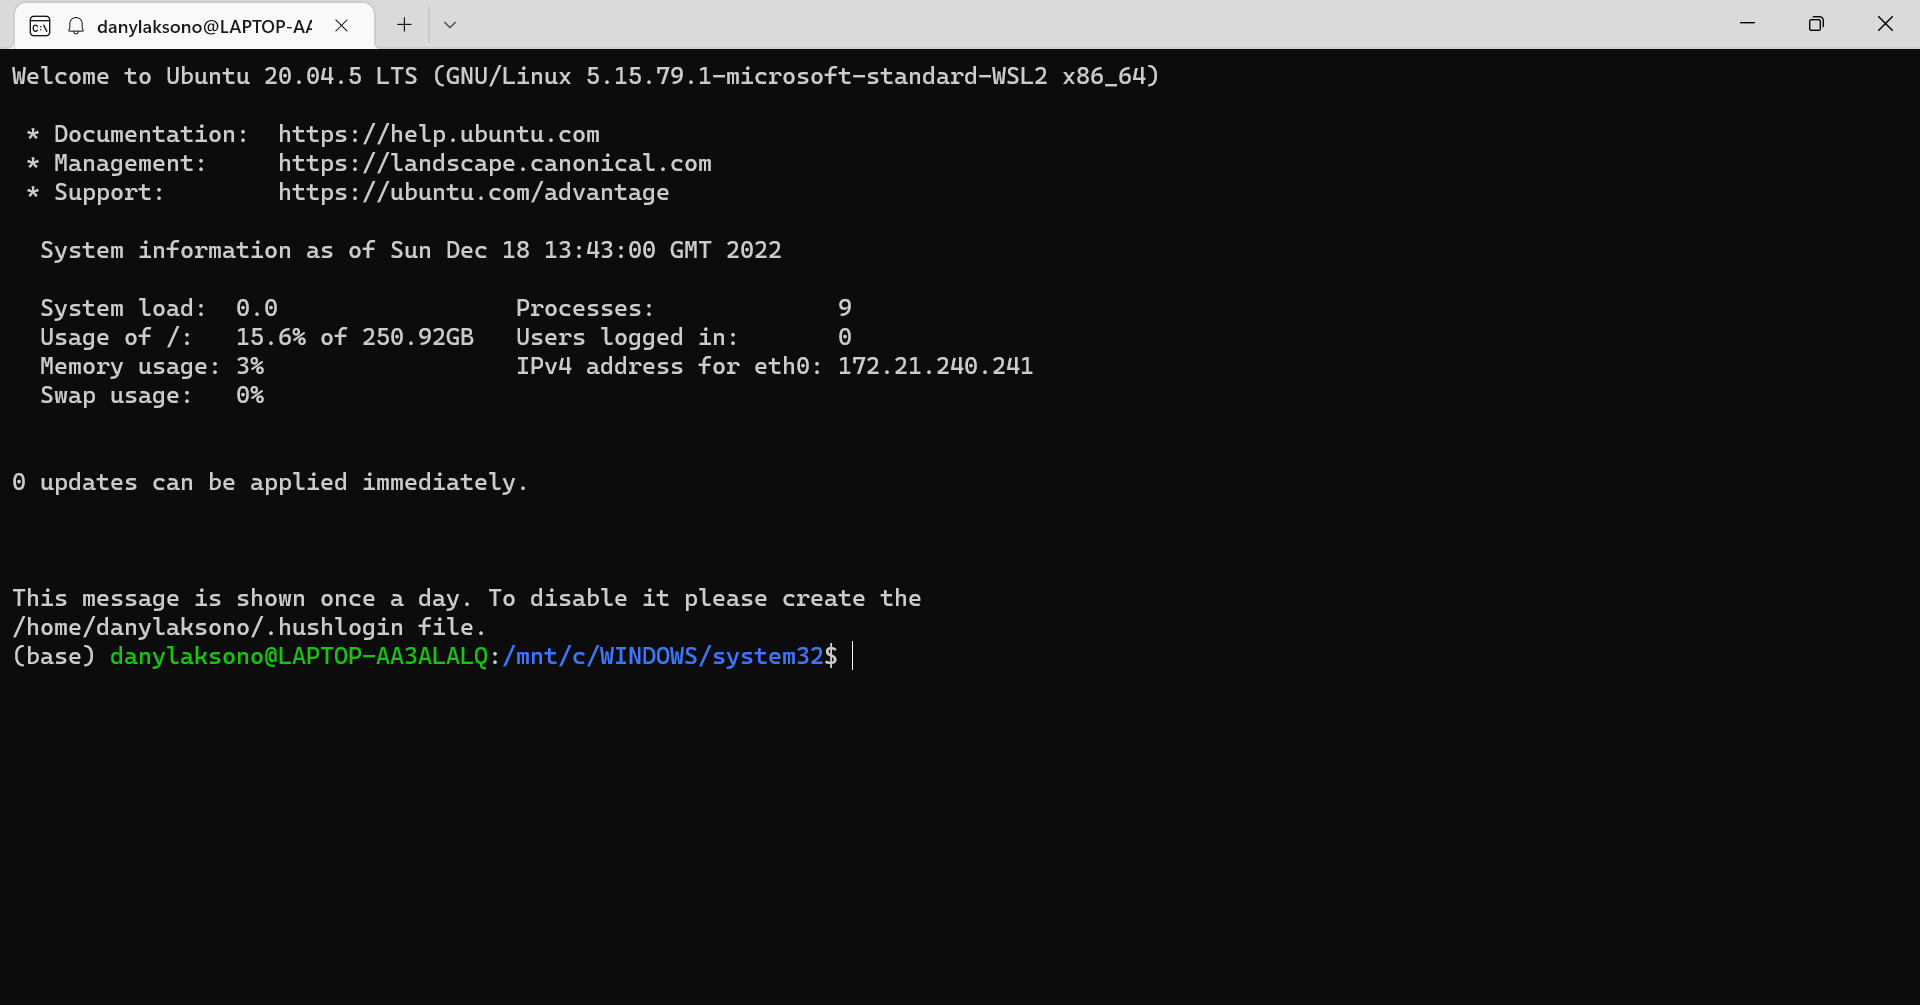 danylaksono@LAPTOP-AA
Welcome to Ubuntu 20.04.5 LTS (GNU/Linux 5.15.79.1-microsoft-standard-WSL2 x86_64)
* Documentation:  https://help.ubuntu.com
* Management:     https://landscape.canonical.com
* Support:        https://ubuntu.com/advantage
System information as of Sun Dec 18 13:43:00 GMT 2022
System load:  0.0                 Processes:             9
Usage of /:   15.6% of 250.92GB   Users logged in:       0
Memory usage: 3%                  IPv4 address for eth0: 172.21.240.241
Swap usage:   0%
0 updates can be applied immediately.
This message is shown once a day. To disable it please create the
/home/danylaksono/.hushlogin file.
(base) danylaksono@LAPTOP-AA3ALALQ:/mnt/c/WINDOWS/system32$